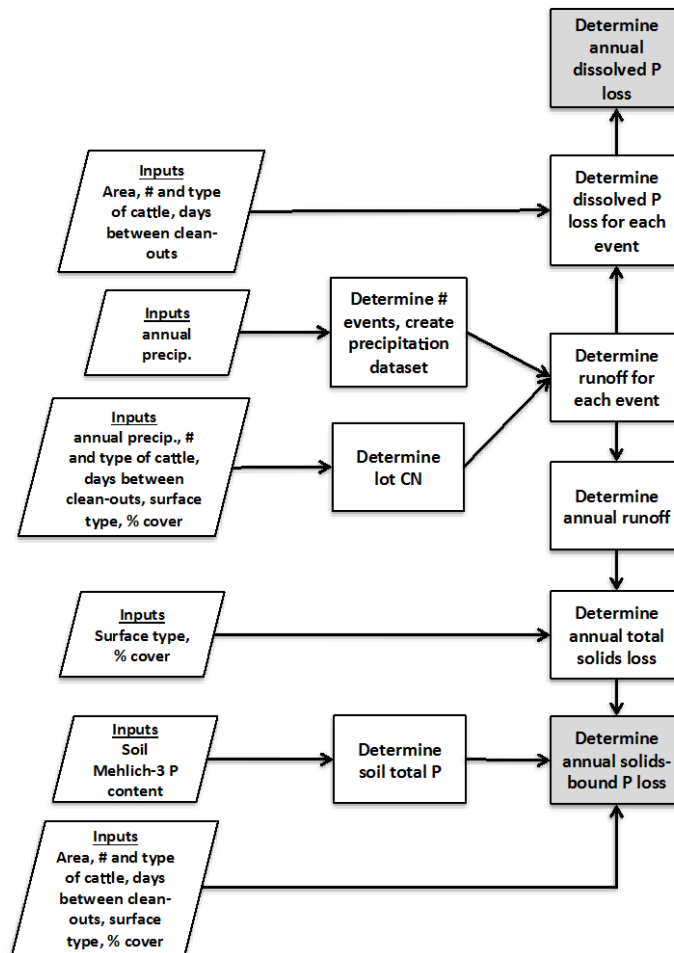 Determine
annual
dissolved P
loss
Inputs
Area, # and type
of cattle, days
between clean-
outs
Determine
dissolved P
loss for each
event
Inputs
annual
precip.
Determine #
events, create
precipitation
dataset
Determine
runoff for
each event
Inputs
annual precip., #
and type of cattle,
days between
clean-outs, surface
type, % cover
Determine
lot CN
Determine
annual runoff
Inputs
Surface type,
% cover
Determine
annual total
solids loss
Inputs
Soil
Mehlich-3 P
content
Determine
soil total P
Determine
annual solids-
bound P loss
Inputs
Area, # and type
of cattle, days
between clean-
outs, surface
type, % cover